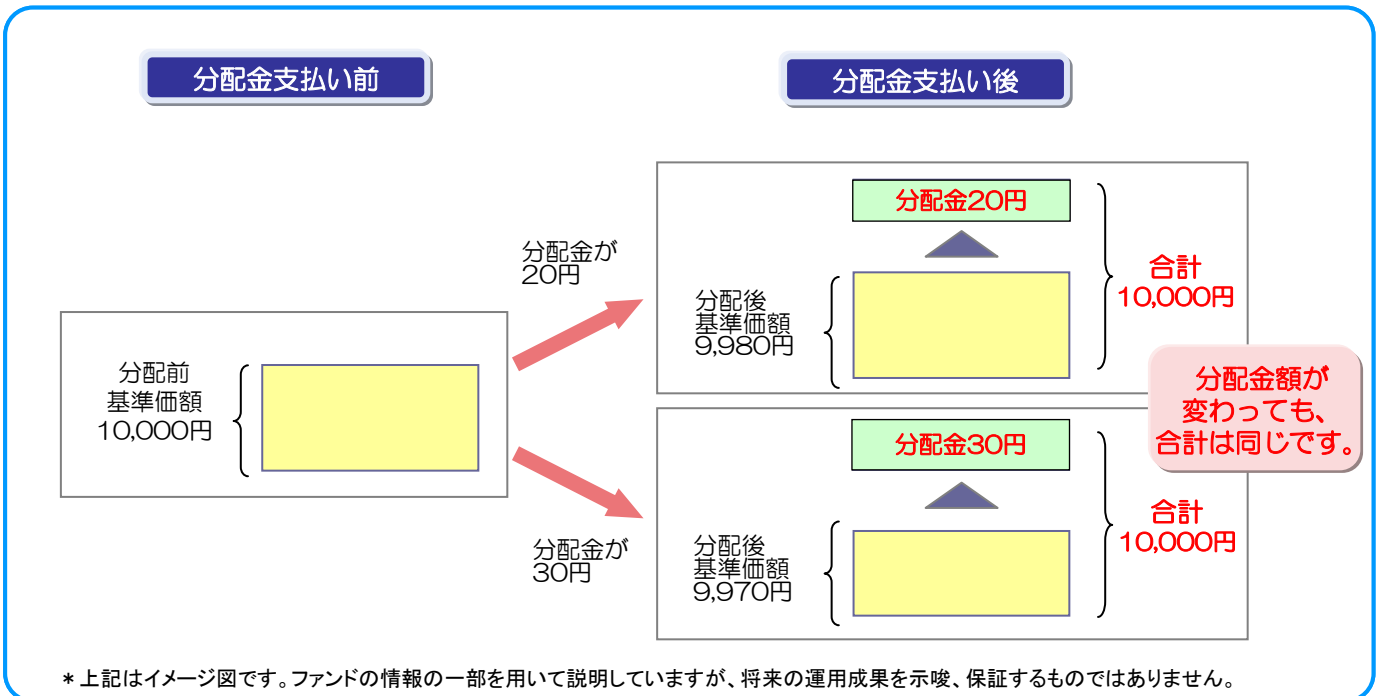 分配金支払い前
分配金支払い後
分配前
基準価額
10,000円
分配金が
20円
分配金20円
分配後
基準価額
9,980円
合計
10,000円
分配金が
30円
分配金30円
分配後
基準価額
9,970円
合計
10,000円
分配金額が
変わっても、
合計は同じです。
*上記はイメージ図です。ファンドの情報の一部を用いて説明していますが、将来の運用成果を示唆、保証するものではありません。